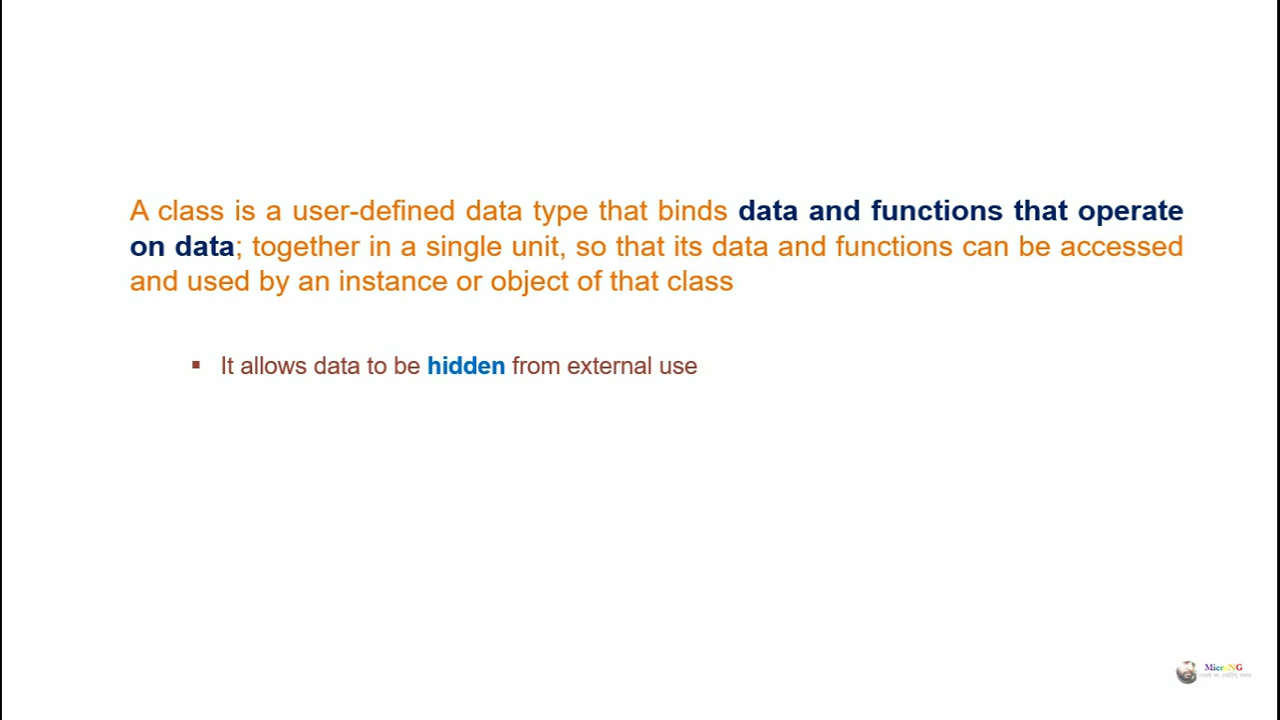 A class is a user-defined data type that binds data and functions that operate
on data; together in a single unit, so that its data and functions can be accessed
and used by an instance or object of that class
▪ It allows data to be hidden from external use
MicroNG